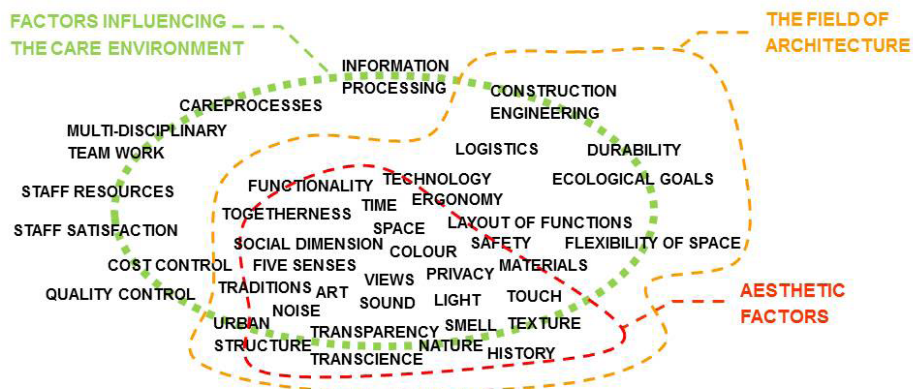 FACTORS INFLUENCING
THE CARE ENVIRONMENT
THE FIELD OF
ARCHITECTURE
INFORMATION
PROCESSING
CAREPROCESSES
CONSTRUCTION
ENGINEERING
MULTI-DISCIPLINARY
TEAM WORK
LOGISTICS
DURABILITY
STAFF RESOURCES
FUNCTIONALITY
TECHNOLOGY
ECOLOGICAL GOALS
TIME
ERGONOMY
TOGETHERNESS
STAFF SATISFACTION
SPACE
LAYOUT OF FUNCTIONS
SOCIAL DIMENSION
COLOUR
SAFETY
FLEXIBILITY OF SPACE
COST CONTROL
FIVE SENSES
VIEWS
PRIVACY
MATERIALS
QUALITY CONTROL
TRADITIONS
ART
SOUND
LIGHT
TOUCH
AESTHETIC
FACTORS
NOISE
URBAN
STRUCTURE
TRANSPARENCY
SMELL
TEXTURE
TRANSCIENCE
NATURE
HISTORY